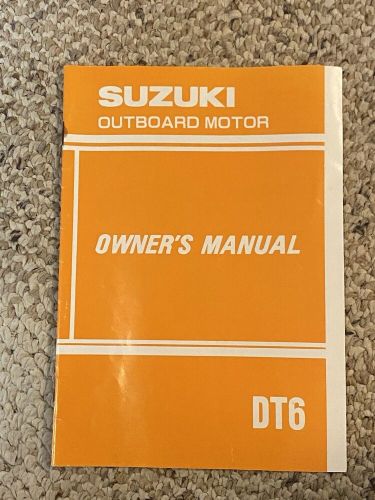 SUZUKI
OUTBOARD MOTOR
OWNER'S MANUAL
DT6